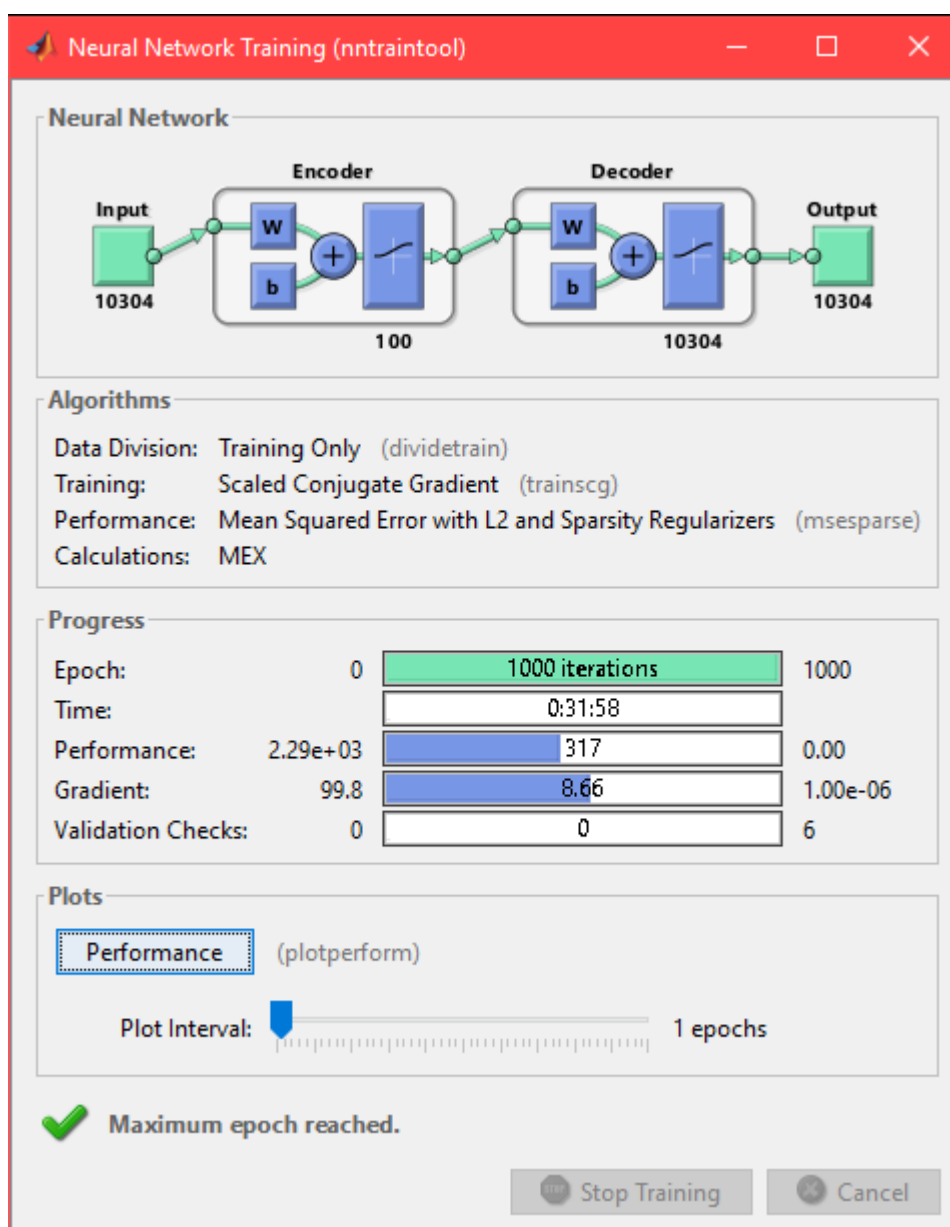 Neural Network Training (nntraintool)
Neural Network
Encoder
Decoder
Input
W
b
+
10304
100
W
b
+
10304
Output
10304
Algorithms
Data Division: Training Only (dividetrain)
Training: Scaled Conjugate Gradient (trainscg)
Performance: Mean Squared Error with L2 and Sparsity Regularizers (msesparse)
Calculations: MEX
Progress
Epoch: 0 1000 iterations 1000
Time: 0:31:58
Performance: 2.29e+03 317 0.00
Gradient: 99.8 8.66 1.00e-06
Validation Checks: 0 0 6
Plots
Performance (plotperform)
Plot Interval: 1 epochs
Maximum epoch reached.
STOP Stop Training Cancel